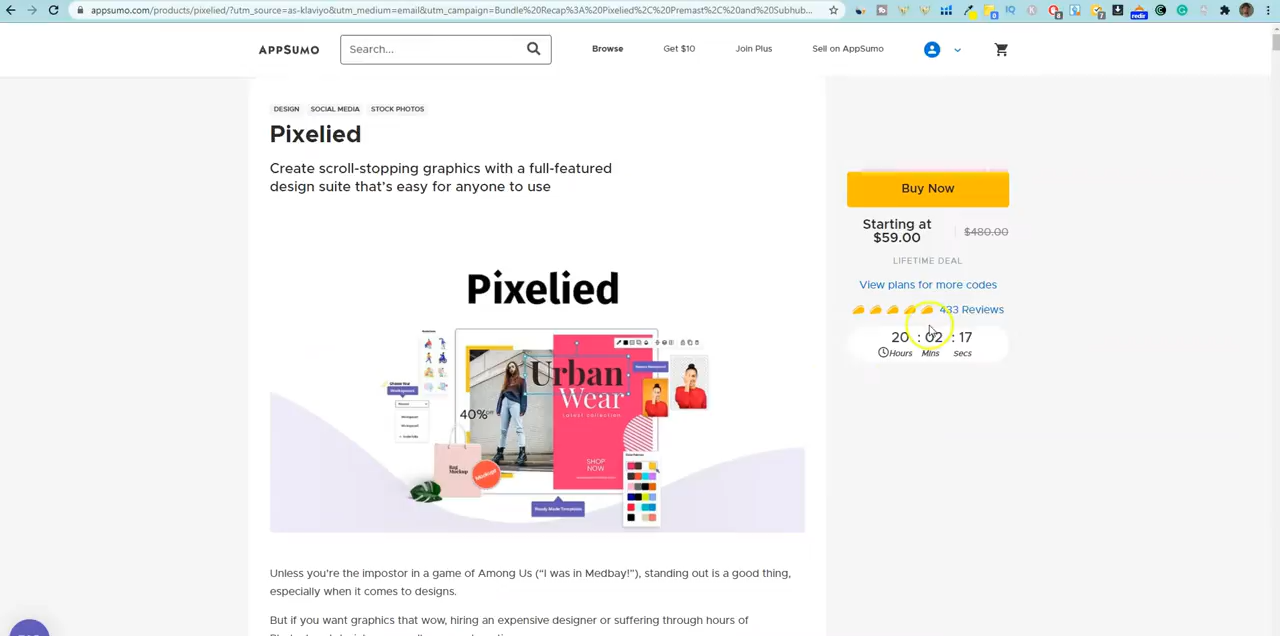 appsumo.com/products/pixelied/?utm_source=as-klaviyo&utm_medium=email&utm_campaign=Bundle%20Recap%3A%20Pixelied%2C%20Premast%2C%20and%20Subhub...
APPSUMO
Search...
Browse
Get $10
Join Plus
Sell on AppSumo
DESIGN
SOCIAL MEDIA
STOCK PHOTOS
Pixelied
Create scroll-stopping graphics with a full-featured
design suite that's easy for anyone to use
Buy Now
Starting at
$59.00
$480.00
LIFETIME DEAL
View plans for more codes
433 Reviews
20 : 02 : 17
Hours Mins secs
Pixelied
Urban
Wear
Latest collection
40%
SHOP
NOW
Ready Made Templates
Unless you're the impostor in a game of Among Us ("I was in Medbay!"), standing out is a good thing,
especially when it comes to designs.
But if you want graphics that wow, hiring an expensive designer or suffering through hours of